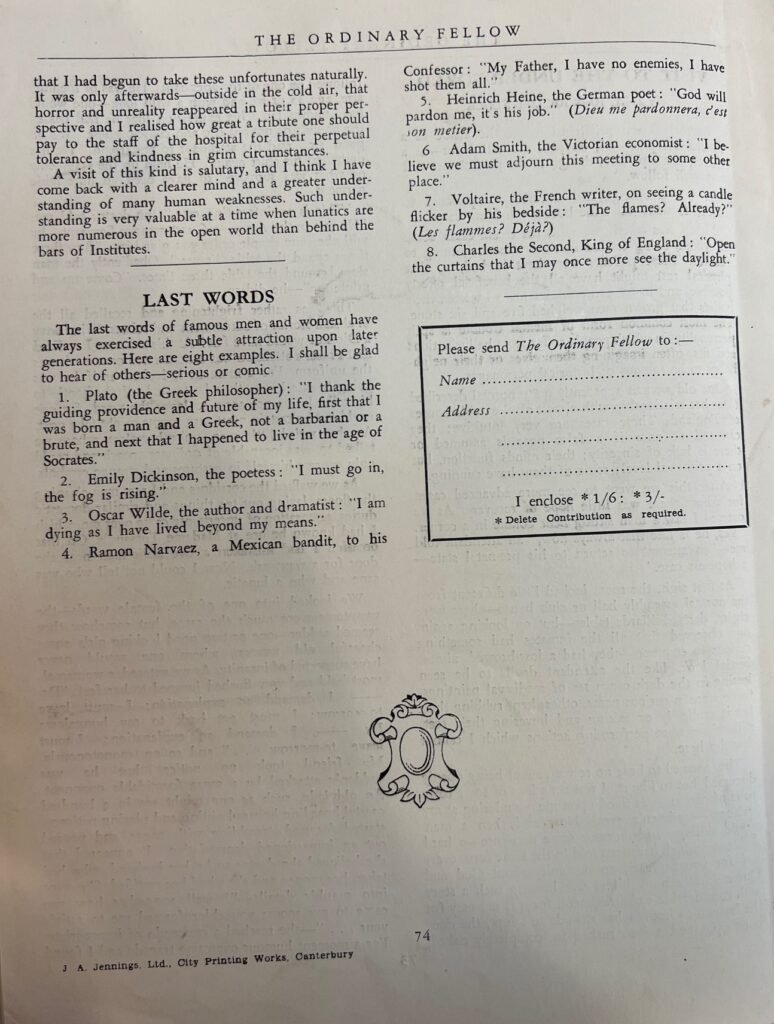 THE ORDINARY FELLOW
that I had begun to take these unfortunates naturally.
It was only afterwards—outside in the cold air, that
horror and unreality reappeared in their proper per-
spective and I realised how great a tribute one should
pay to the staff of the hospital for their perpetual
tolerance and kindness in grim circumstances.
A visit of this kind is salutary, and I think I have
come back with a clearer mind and a greater under-
standing of many human weaknesses. Such under-
standing is very valuable at a time when lunatics are
more numerous in the open world than behind the
bars of Institutes.
LAST WORDS
The last words of famous men and women have
always exercised a subtle attraction upon later
generations. Here are eight examples. I shall be glad
to hear of others—serious or comic
1. Plato (the Greek philosopher): "I thank the
guiding providence and future of my life, first that I
was born a man and a Greek, not a barbarian or a
brute, and next that I happened to live in the age of
Socrates."
2. Emily Dickinson, the poetess: "I must go in,
the fog is rising."
3. Oscar Wilde, the author and dramatist: "I am
dying as I have lived beyond my means."
4. Ramon Narvaez, a Mexican bandit, to his
Confessor: "My Father, I have no enemies, I have
shot them all."
5. Heinrich Heine, the German poet: "God will
pardon me, it's his job." (Dieu me pardonnera, c'est
son metier).
6 Adam Smith, the Victorian economist: "I be-
lieve we must adjourn this meeting to some other
place."
7. Voltaire, the French writer, on seeing a candle
flicker by his bedside: "The flames? Already?"
(Les flammes? Déjà?)
8. Charles the Second, King of England: "Open
the curtains that I may once more see the daylight."
Please send The Ordinary Fellow to:—
Name
Address
I enclose * 1/6: * 3/-
* Delete Contribution as required.
74
J A. Jennings, Ltd., City Printing Works, Canterbury